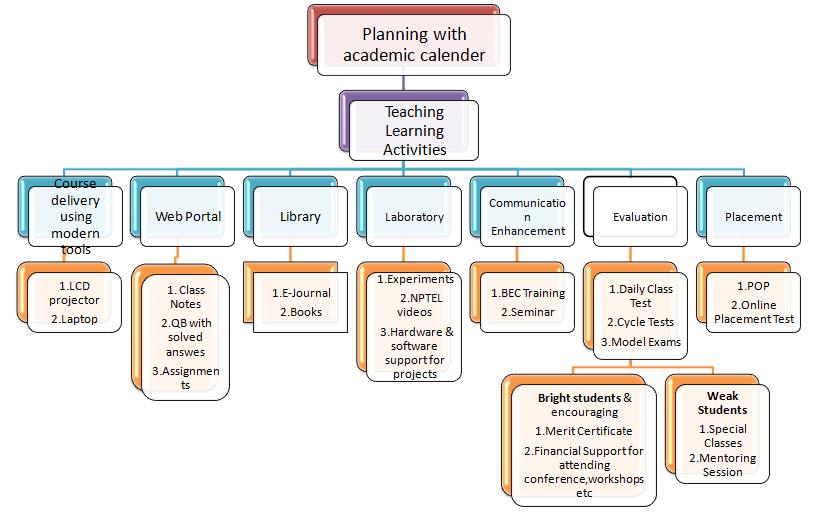 Planning with
academic calender
Teaching
Learning
Activities
Course
delivery
using
modern
tools
Web Portal
Library
Laboratory
Communicatio
n
Enhancement
Evaluation
Placement
1.LCD
projector
2.Laptop
1. Class
Notes
2.QB with
solved
answes
3.Assignmen
ts
1.E-Journal
2.Books
1.Experiments
2.NPTEL
videos
3.Hardware &
software
support for
projects
1.BEC Training
2.Seminar
1.Daily Class
Test
2.Cycle Tests
3.Model Exams
1.POP
2.Online
Placement Test
Bright students &
encouraging
1.Merit Certificate
2.Financial Support for
attending
conference,workshops
etc
Weak
Students
1.Special
Classes
2.Mentoring
Session